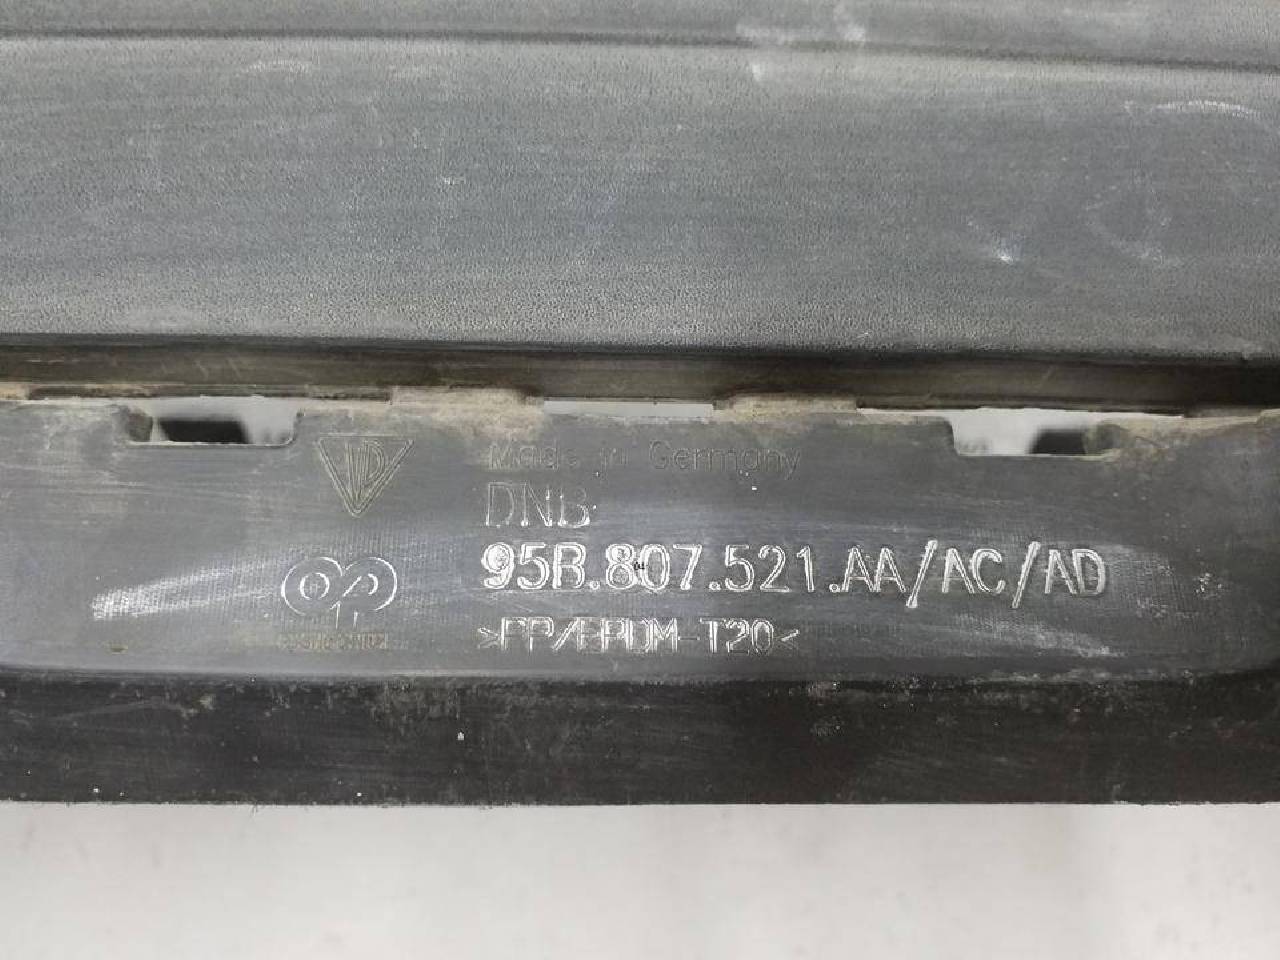 Made in Germany
DNB
95B.807.521.AA/AC/AD
>PP/EPDM-T20<